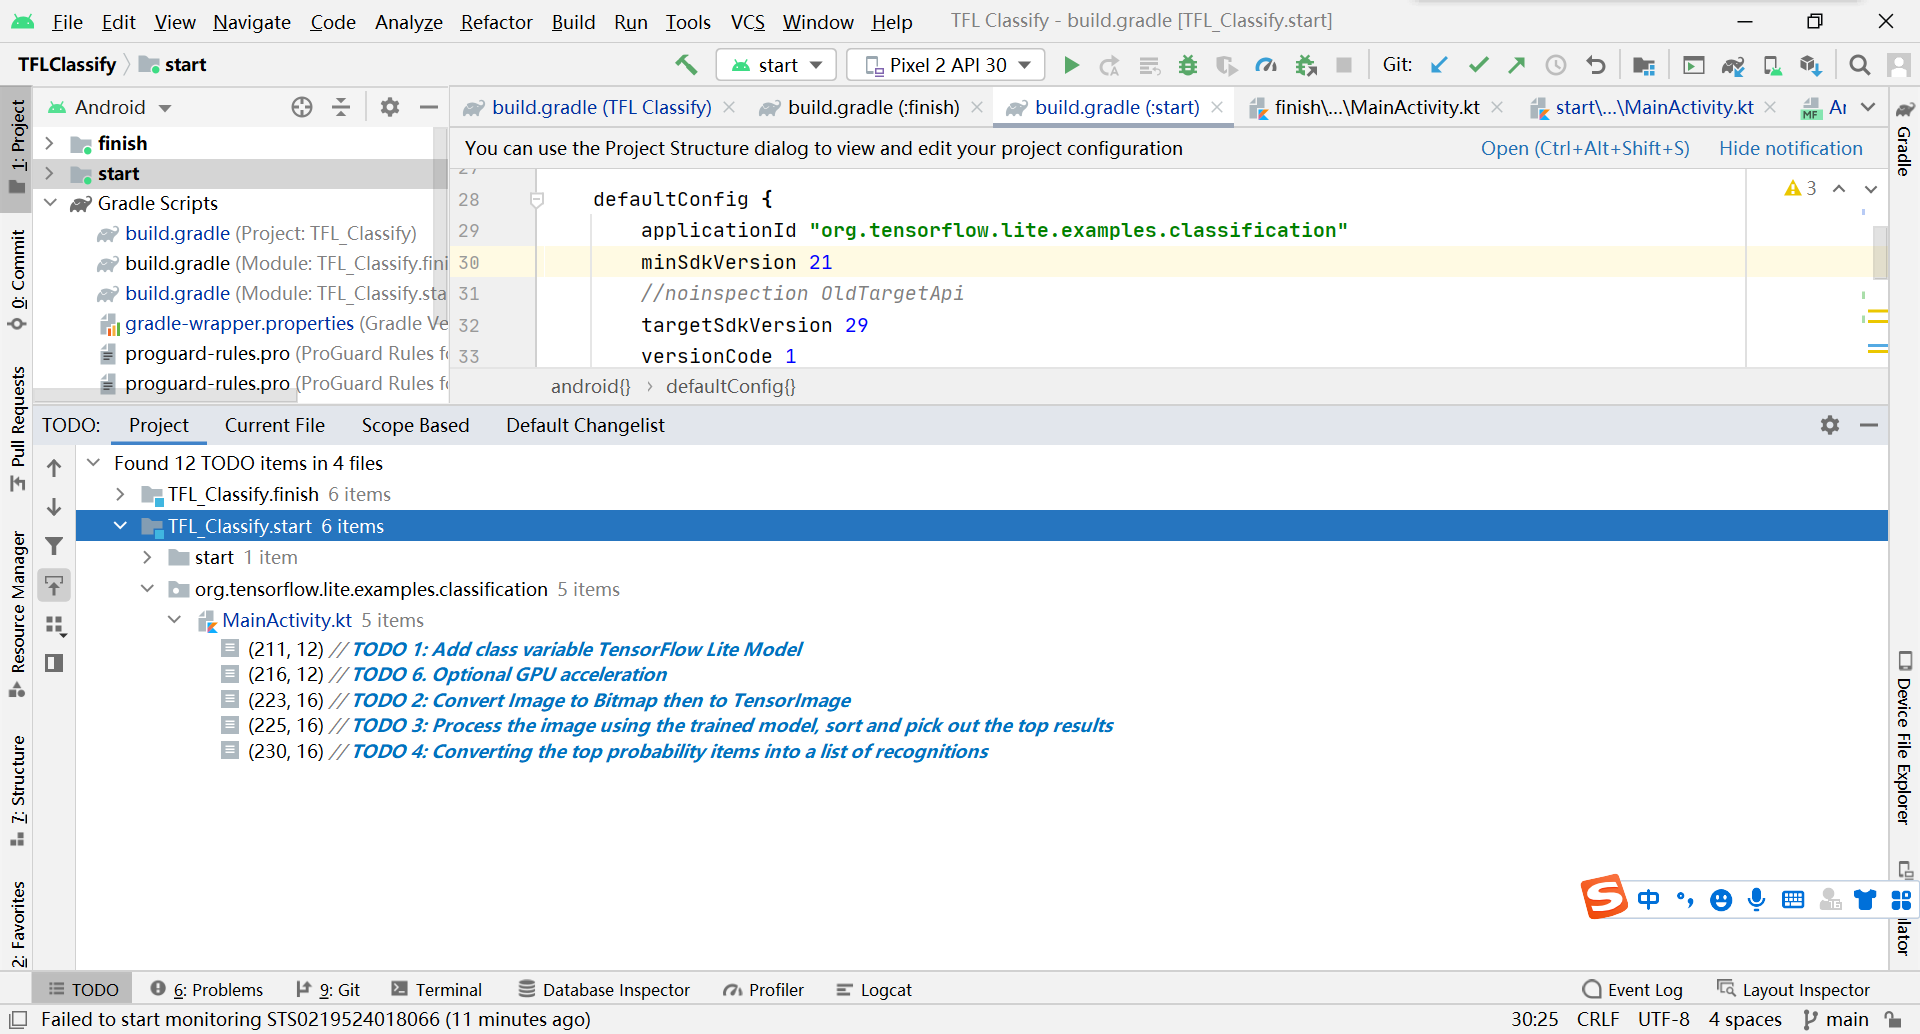 File Edit View Navigate Code Analyze Refactor Build Run Tools VCS Window Help TFL Classify - build.gradle [TFL_Classify.start]
TFLClassify start start Pixel 2 API 30 Git:
Android build.gradle (TFL Classify) build.gradle (:finish) build.gradle (:start) finish\...\MainActivity.kt start\...\MainActivity.kt MF
You can use the Project Structure dialog to view and edit your project configuration Open (Ctrl+Alt+Shift+S) Hide notification
finish
start
Gradle Scripts
build.gradle (Project: TFL_Classify)
build.gradle (Module: TFL_Classify.fini
build.gradle (Module: TFL_Classify.sta
gradle-wrapper.properties (Gradle Ve
proguard-rules.pro (ProGuard Rules fo
proguard-rules.pro (ProGuard Rules fo
27
28 defaultConfig {
29 applicationId "org.tensorflow.lite.examples.classification"
30 minSdkVersion 21
31 //noinspection OldTargetApi
32 targetSdkVersion 29
33 versionCode 1
3
android{} › defaultConfig{}
TODO: Project Current File Scope Based Default Changelist
Found 12 TODO items in 4 files
TFL_Classify.finish 6 items
TFL_Classify.start 6 items
start 1 item
org.tensorflow.lite.examples.classification 5 items
MainActivity.kt 5 items
(211, 12) // TODO 1: Add class variable TensorFlow Lite Model
(216, 12) // TODO 6. Optional GPU acceleration
(223, 16) // TODO 2: Convert Image to Bitmap then to TensorImage
(225, 16) // TODO 3: Process the image using the trained model, sort and pick out the top results
(230, 16) // TODO 4: Converting the top probability items into a list of recognitions
1: Project
0: Commit
Pull Requests
Resource Manager
7: Structure
2: Favorites
Gradle
Device File Explorer
lator
中
TODO 6: Problems 9: Git Terminal Database Inspector Profiler Logcat Event Log Layout Inspector
Failed to start monitoring STS0219524018066 (11 minutes ago) 30:25 CRLF UTF-8 4 spaces main